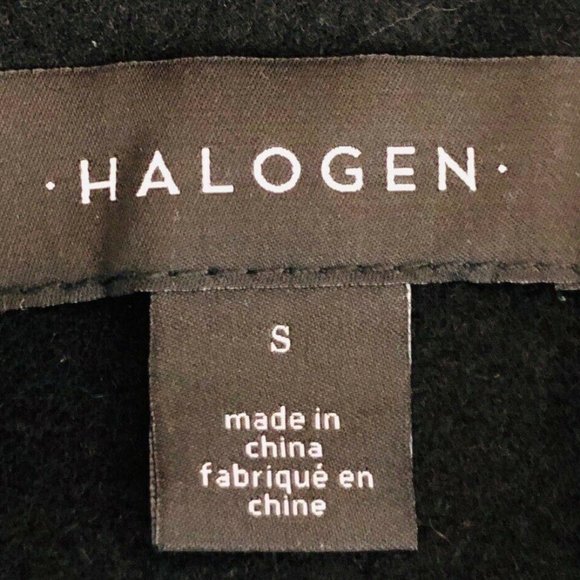 ·HALOGEN·
S
made in
china
fabriqué en
chine